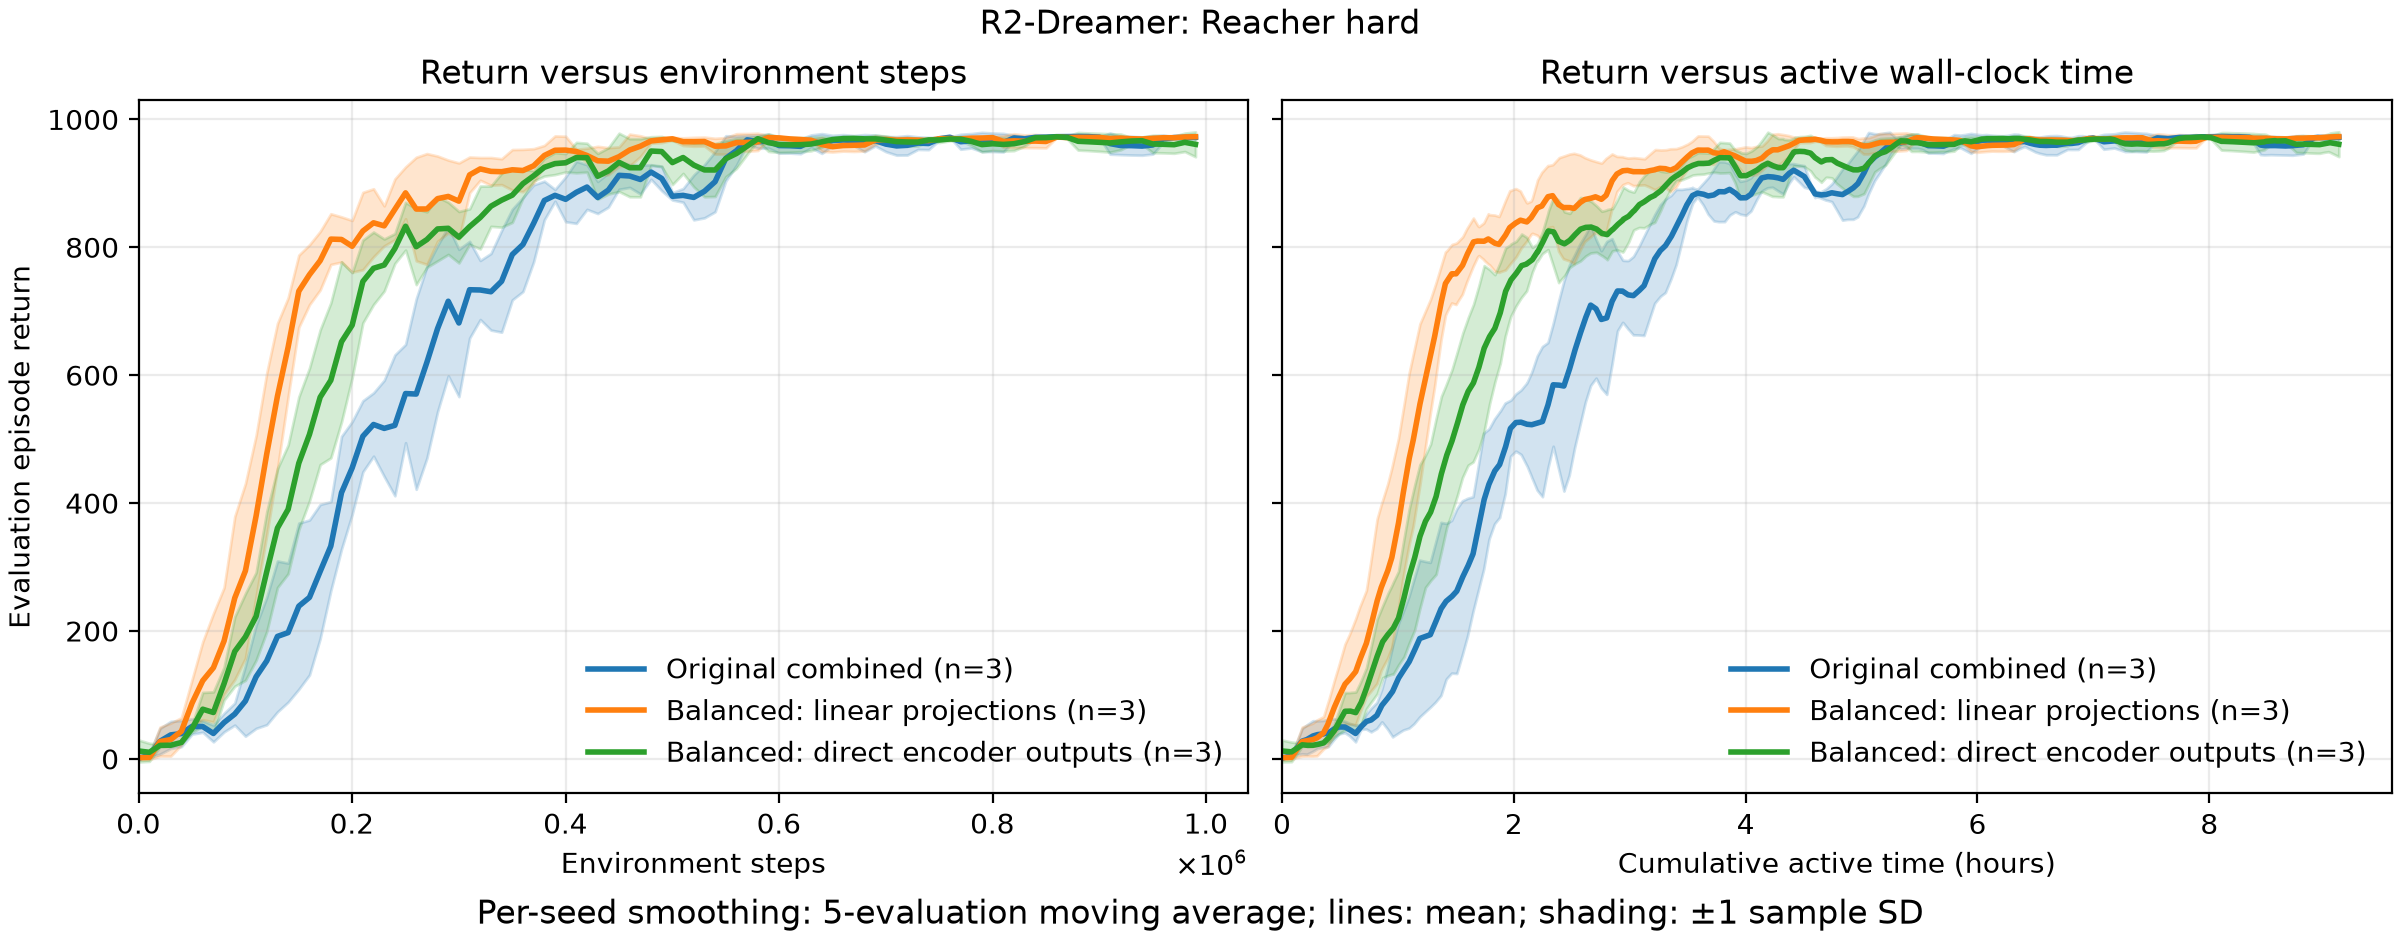 R2-Dreamer: Reacher hard
Return versus environment steps
Return versus active wall-clock time
Evaluation episode return
1000
800
600
400
200
0
Original combined (n=3)
Balanced: linear projections (n=3)
Balanced: direct encoder outputs (n=3)
0.0 0.2 0.4 0.6 0.8 1.0
×10⁶
Environment steps
Original combined (n=3)
Balanced: linear projections (n=3)
Balanced: direct encoder outputs (n=3)
0 2 4 6 8
Cumulative active time (hours)
Per-seed smoothing: 5-evaluation moving average; lines: mean; shading: ±1 sample SD